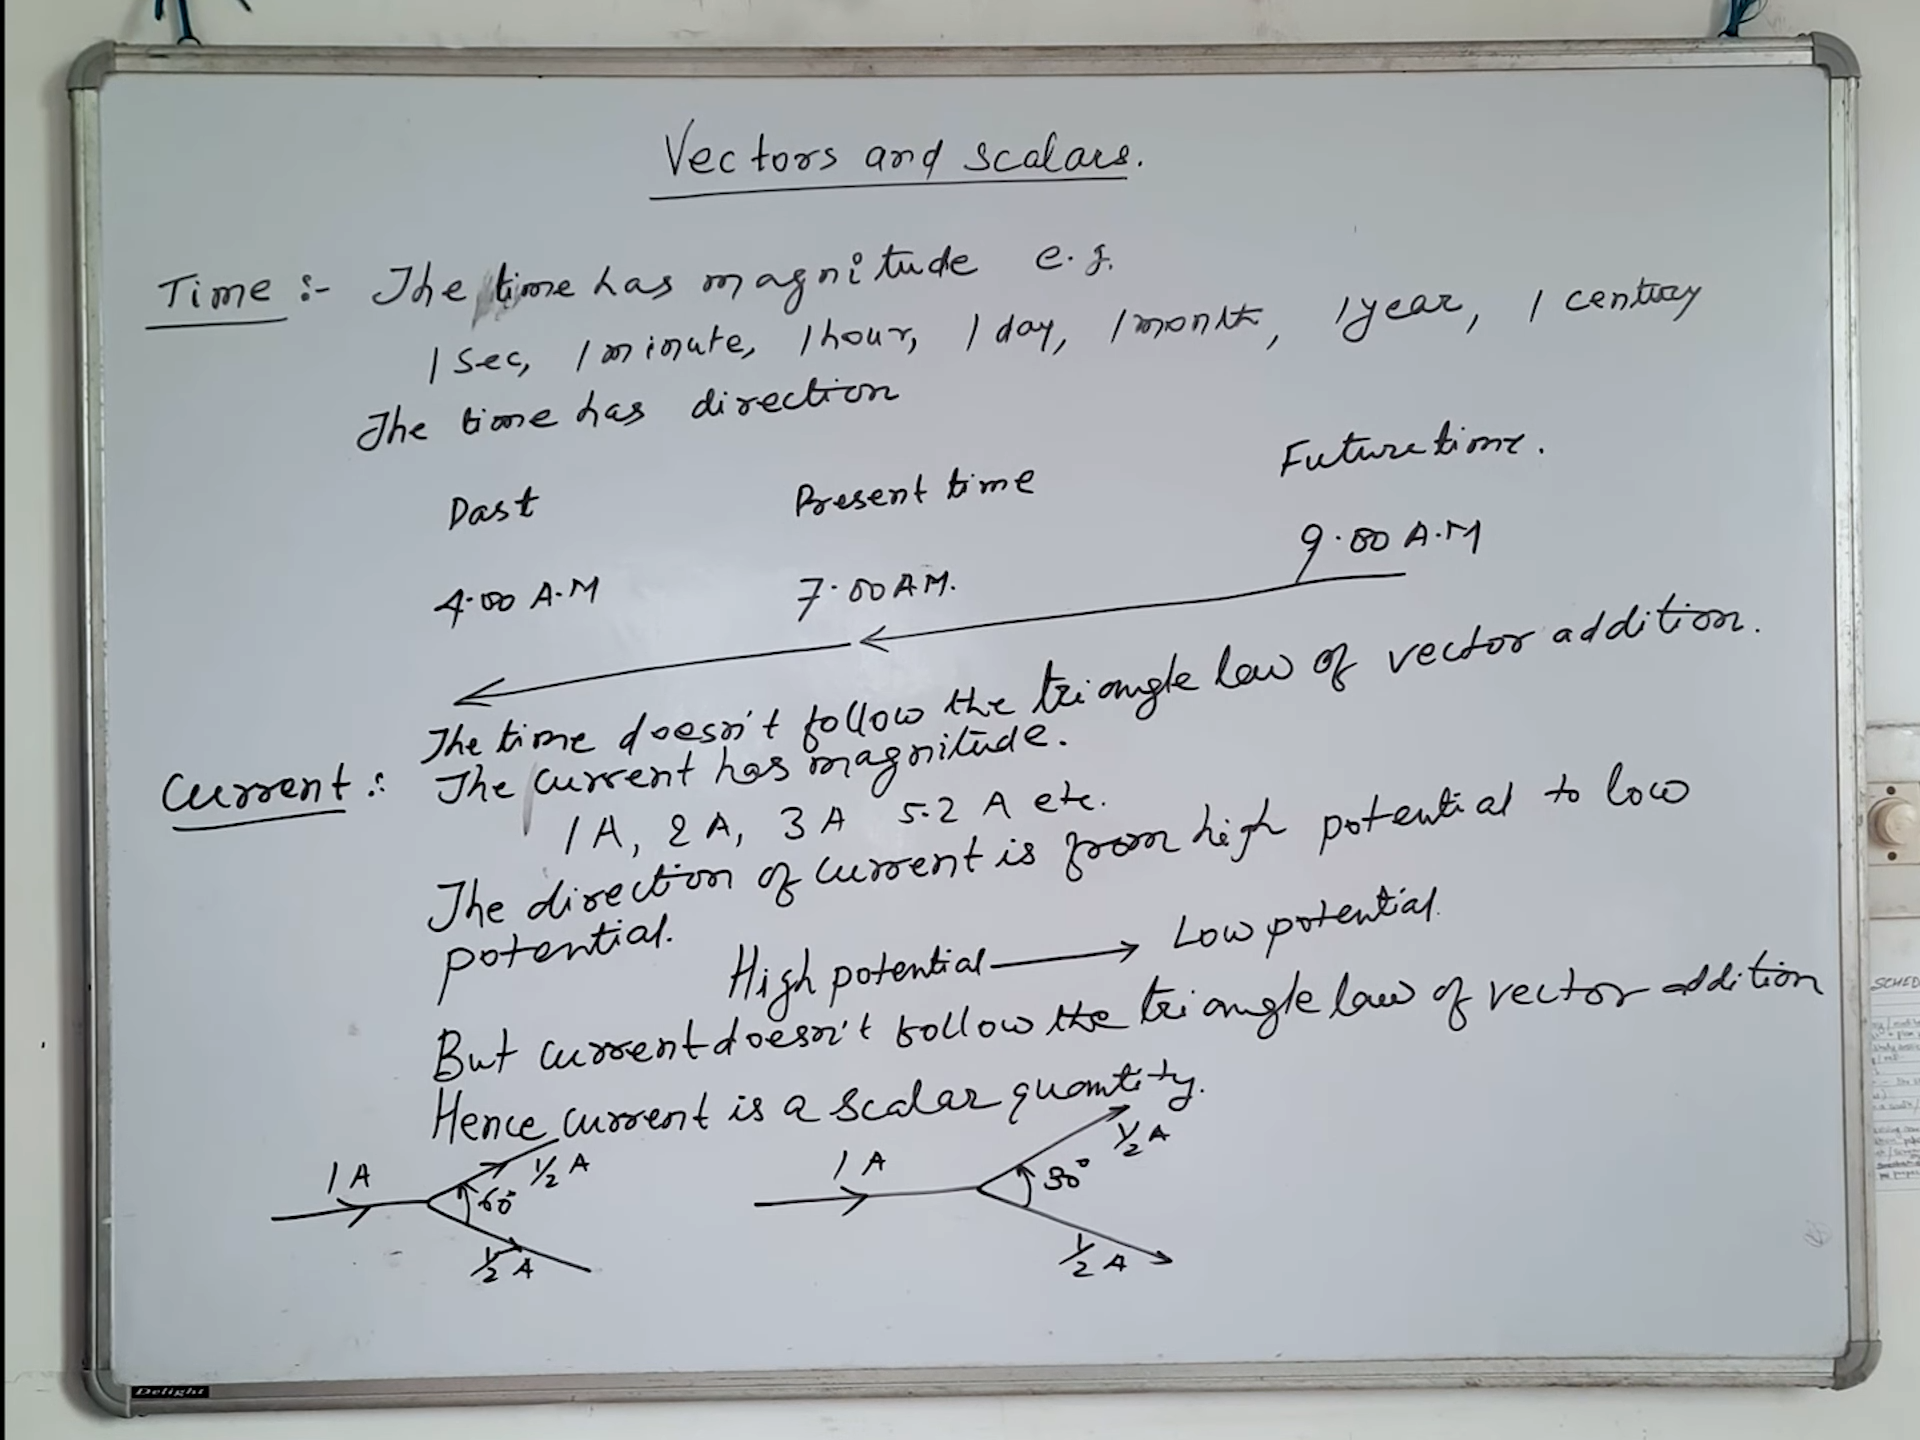 Vectors and scalars.
Time :- The time has magnitude e.g.
1 Sec, 1 minute, 1 hour, 1 day, 1 month, 1 year, 1 century
The time has direction
Past Present time Future time.
4.00 A.M 7.00 A.M. 9.00 A.M
The time doesn't follow the triangle law of vector addition.
Current :- The current has magnitude.
1 A, 2 A, 3 A 5.2 A etc.
The direction of current is from high potential to low
potential.
High potential → Low potential.
But current doesn't follow the triangle law of vector addition
Hence current is a scalar quantity.
1 A ½ A 60° ½ A
1 A ½ A 30° ½ A
Delight
SCHED